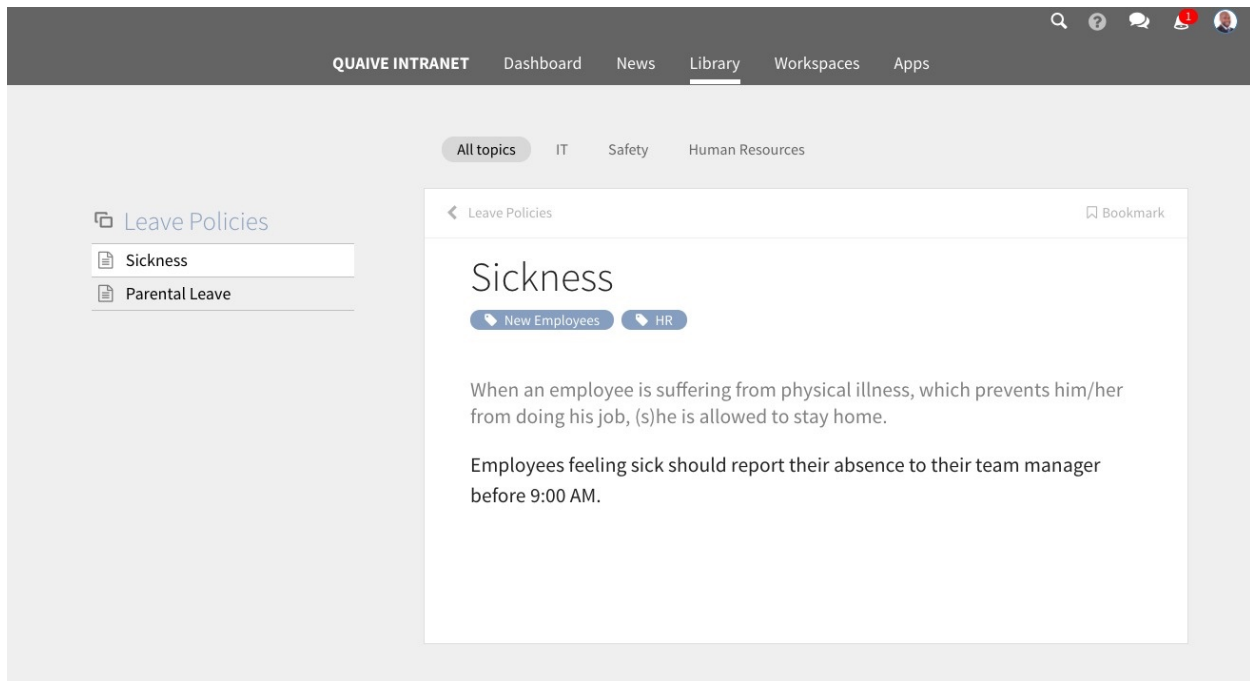 1
QUAIVE INTRANET Dashboard News Library Workspaces Apps
All topics IT Safety Human Resources
Leave Policies
Sickness
Parental Leave
Leave Policies Bookmark
Sickness
New Employees HR
When an employee is suffering from physical illness, which prevents him/her
from doing his job, (s)he is allowed to stay home.
Employees feeling sick should report their absence to their team manager
before 9:00 AM.